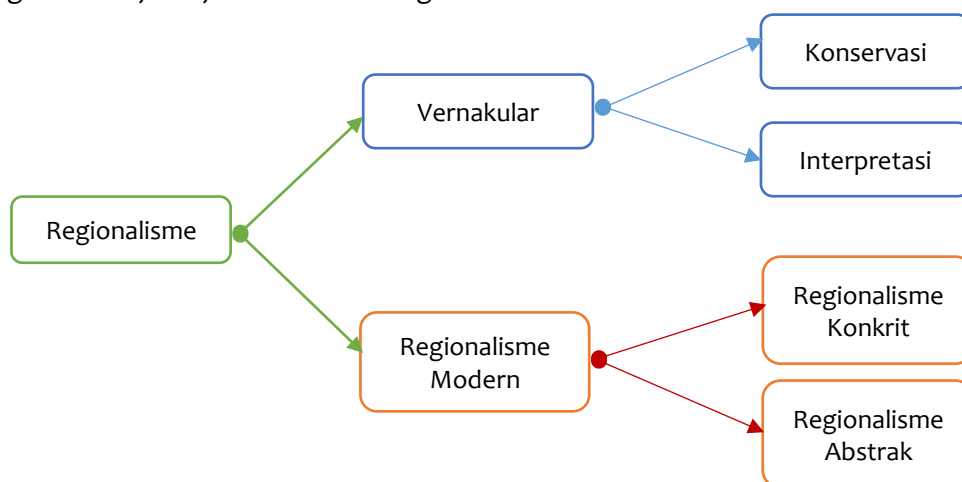 Konservasi
Vernakular
Interpretasi
Regionalisme
Regionalisme
Konkrit
Regionalisme
Modern
Regionalisme
Abstrak